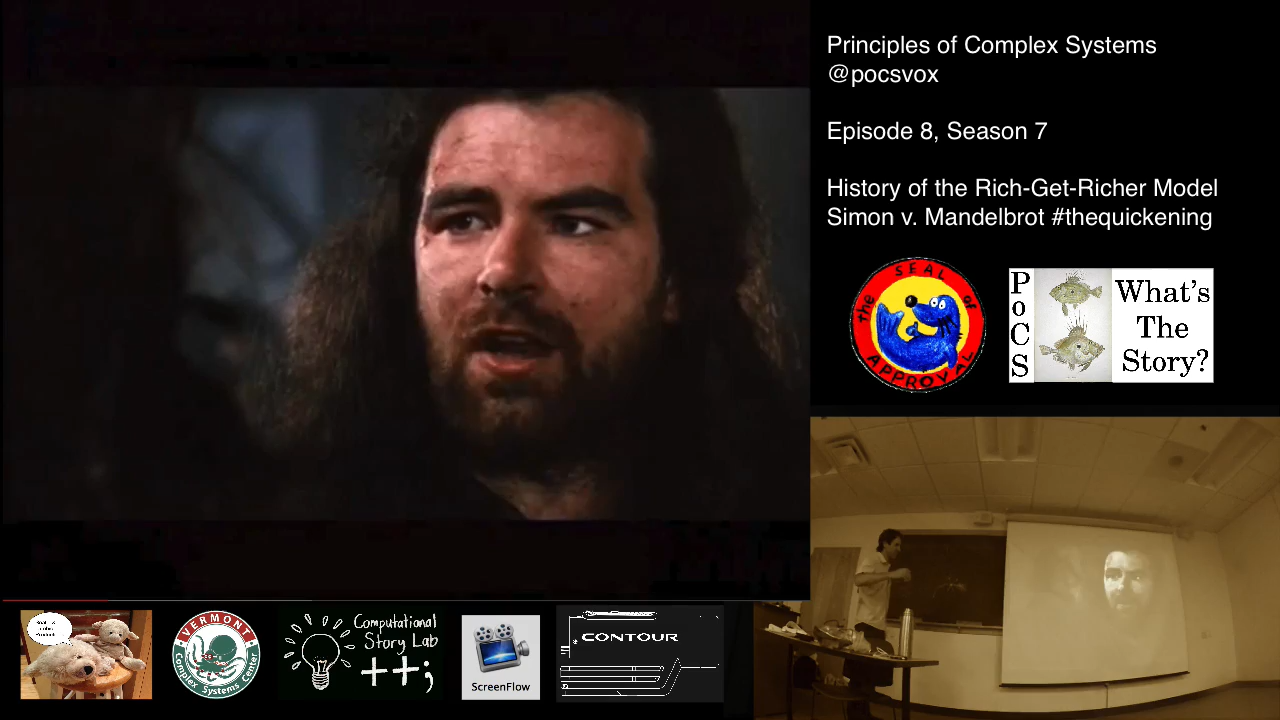 Principles of Complex Systems
@pocsvox
Episode 8, Season 7
History of the Rich-Get-Richer Model
Simon v. Mandelbrot #thequickening
THE SEAL OF APPROVAL
PoCS
What's
The
Story?
VERMONT
Complex Systems Center
Computational
Story Lab
++;
ScreenFlow
CONTOUR